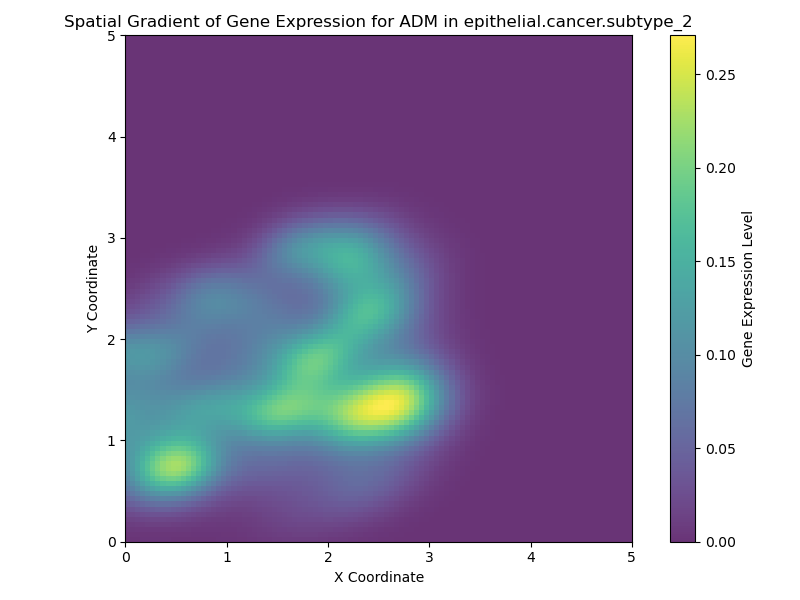 Spatial Gradient of Gene Expression for ADM in epithelial.cancer.subtype_2
5
4
3
2
1
0
Y Coordinate
0 1 2 3 4 5
X Coordinate
0.25
0.20
0.15
0.10
0.05
0.00
Gene Expression Level